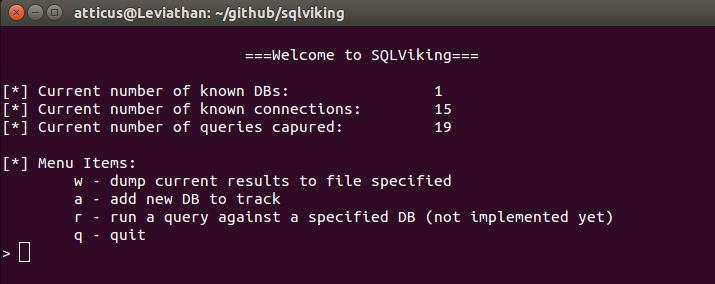 atticus@Leviathan: ~/github/sqlviking
===Welcome to SQLViking===
[*] Current number of known DBs: 1
[*] Current number of known connections: 15
[*] Current number of queries capured: 19
[*] Menu Items:
w - dump current results to file specified
a - add new DB to track
r - run a query against a specified DB (not implemented yet)
q - quit
>